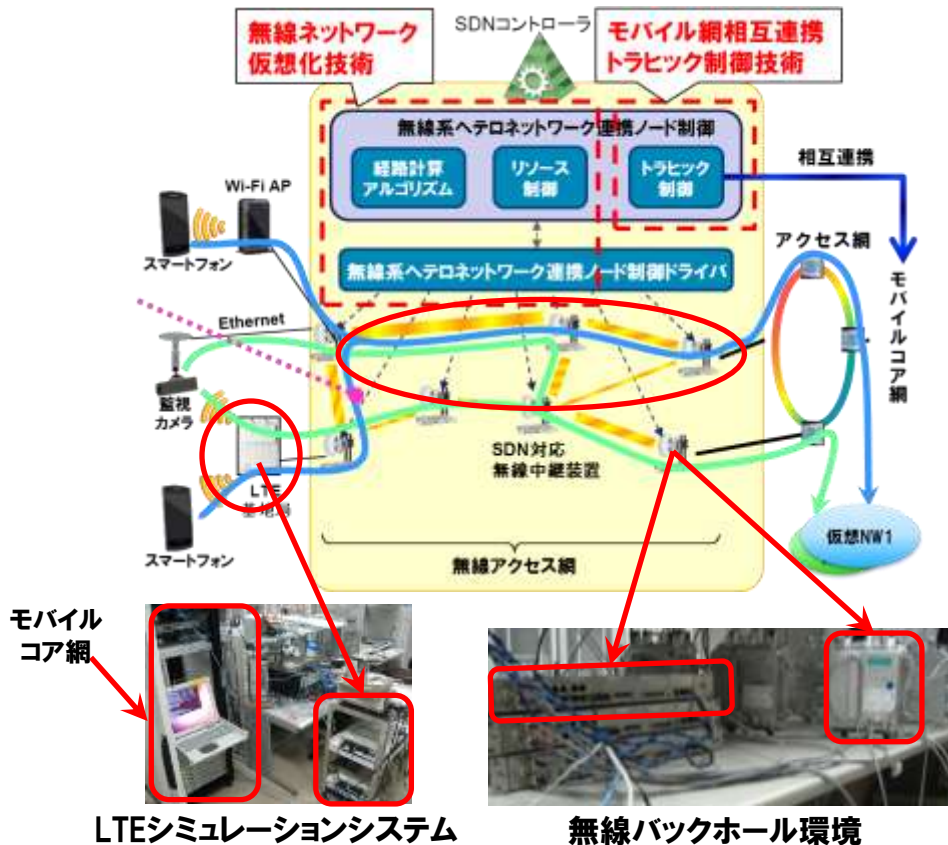 SDNコントローラ
無線ネットワーク
仮想化技術
モバイル網相互連携
トラヒック制御技術
無線系ヘテロネットワーク連携ノード制御
経路計算
アルゴリズム
リソース
制御
トラヒック
制御
相互連携
Wi-Fi AP
スマートフォン
無線系ヘテロネットワーク連携ノード制御ドライバ
アクセス網
モバイルコア網
Ethernet
監視
カメラ
SDN対応
無線中継装置
LTE
基地局
スマートフォン
無線アクセス網
仮想NW1
モバイル
コア網
LTEシミュレーションシステム
無線バックホール環境